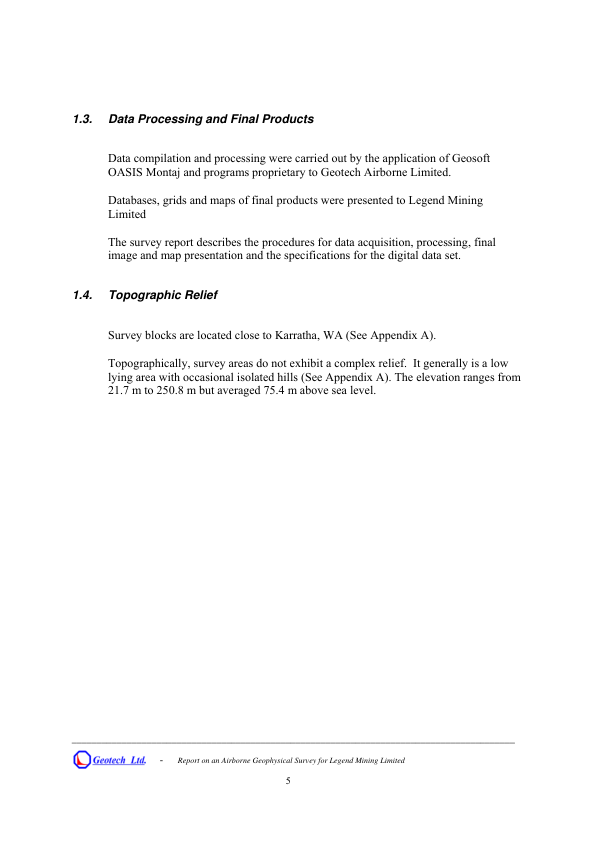 1.3. Data Processing and Final Products
Data compilation and processing were carried out by the application of Geosoft
OASIS Montaj and programs proprietary to Geotech Airborne Limited.
Databases, grids and maps of final products were presented to Legend Mining
Limited
The survey report describes the procedures for data acquisition, processing, final
image and map presentation and the specifications for the digital data set.
1.4. Topographic Relief
Survey blocks are located close to Karratha, WA (See Appendix A).
Topographically, survey areas do not exhibit a complex relief.  It generally is a low
lying area with occasional isolated hills (See Appendix A). The elevation ranges from
21.7 m to 250.8 m but averaged 75.4 m above sea level.
Geotech Ltd. - Report on an Airborne Geophysical Survey for Legend Mining Limited
5